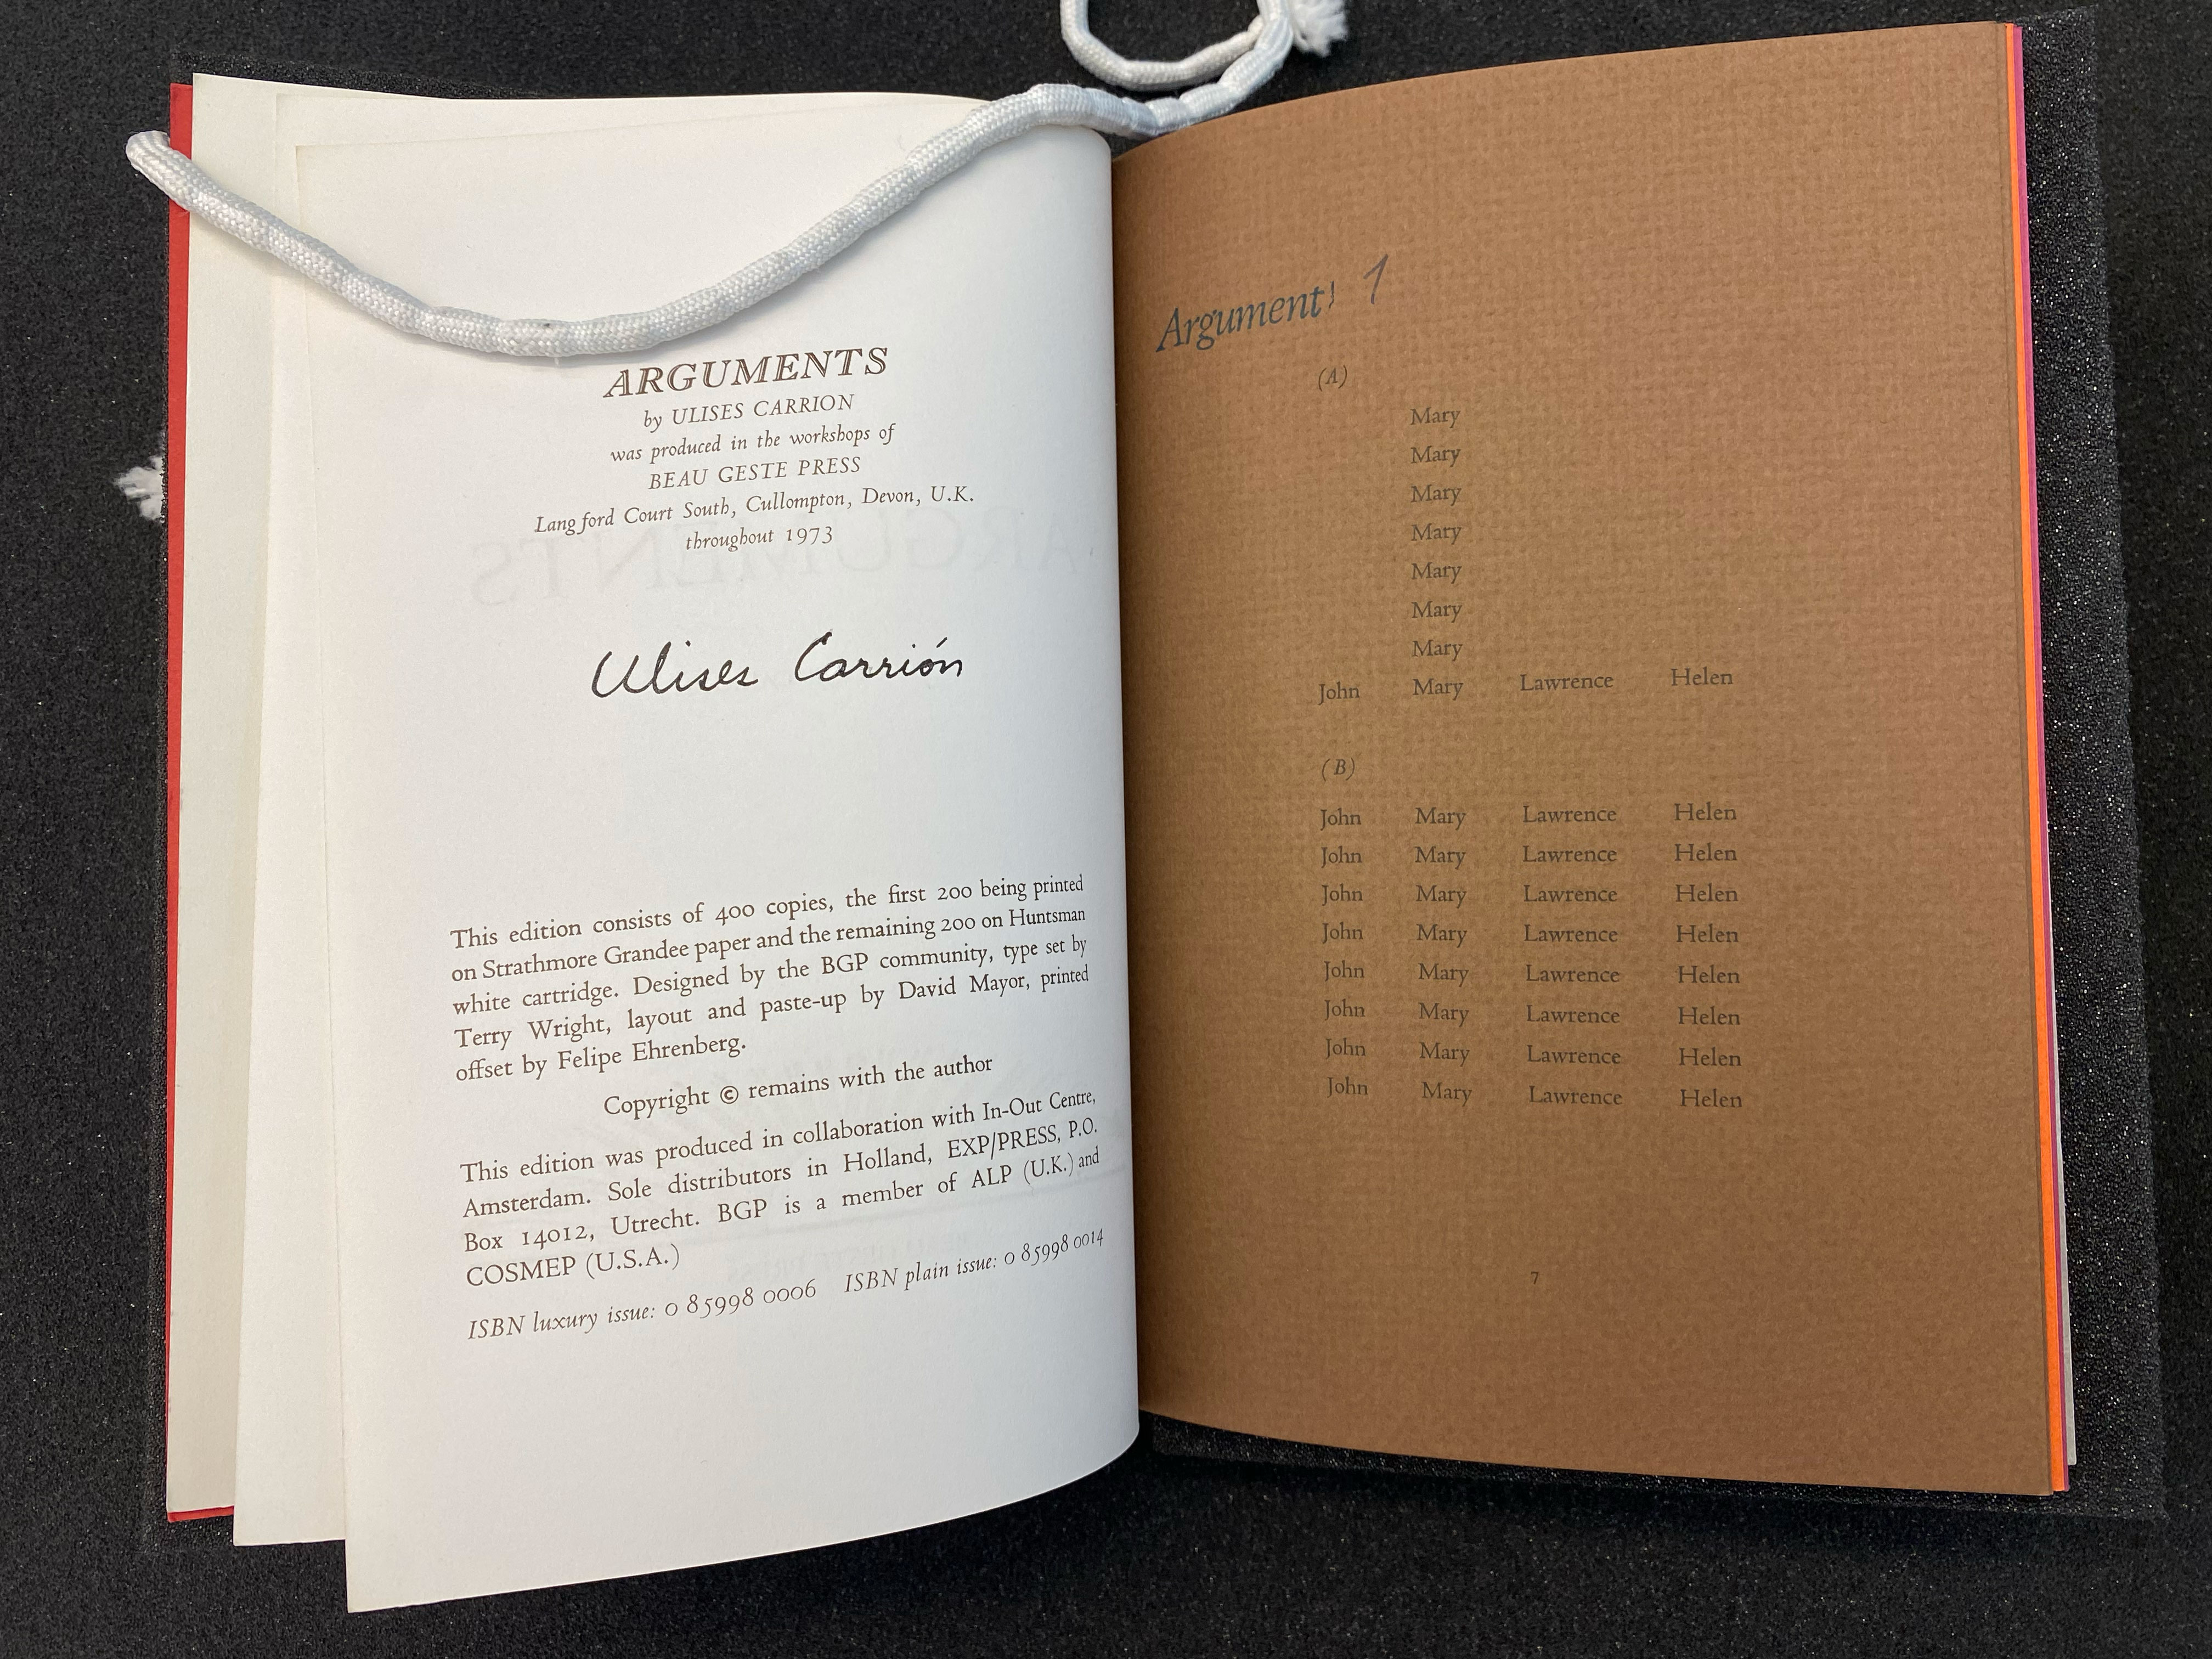 ARGUMENTS
by ULISES CARRION
was produced in the workshops of
BEAU GESTE PRESS
Langford Court South, Cullompton, Devon, U.K.
throughout 1973
Ulises Carrión
This edition consists of 400 copies, the first 200 being printed
on Strathmore Grandee paper and the remaining 200 on Huntsman
white cartridge. Designed by the BGP community, type set by
Terry Wright, layout and paste-up by David Mayor, printed
offset by Felipe Ehrenberg.
Copyright © remains with the author
This edition was produced in collaboration with In-Out Centre,
Amsterdam. Sole distributors in Holland, EXP/PRESS, P.O.
Box 14012, Utrecht. BGP is a member of ALP (U.K.) and
COSMEP (U.S.A.)
ISBN luxury issue: 0 85998 0006 ISBN plain issue: 0 85998 0014
Argument 1
(A)
Mary
Mary
Mary
Mary
Mary
Mary
Mary
John Mary Lawrence Helen
(B)
John Mary Lawrence Helen
John Mary Lawrence Helen
John Mary Lawrence Helen
John Mary Lawrence Helen
John Mary Lawrence Helen
John Mary Lawrence Helen
John Mary Lawrence Helen
John Mary Lawrence Helen
7